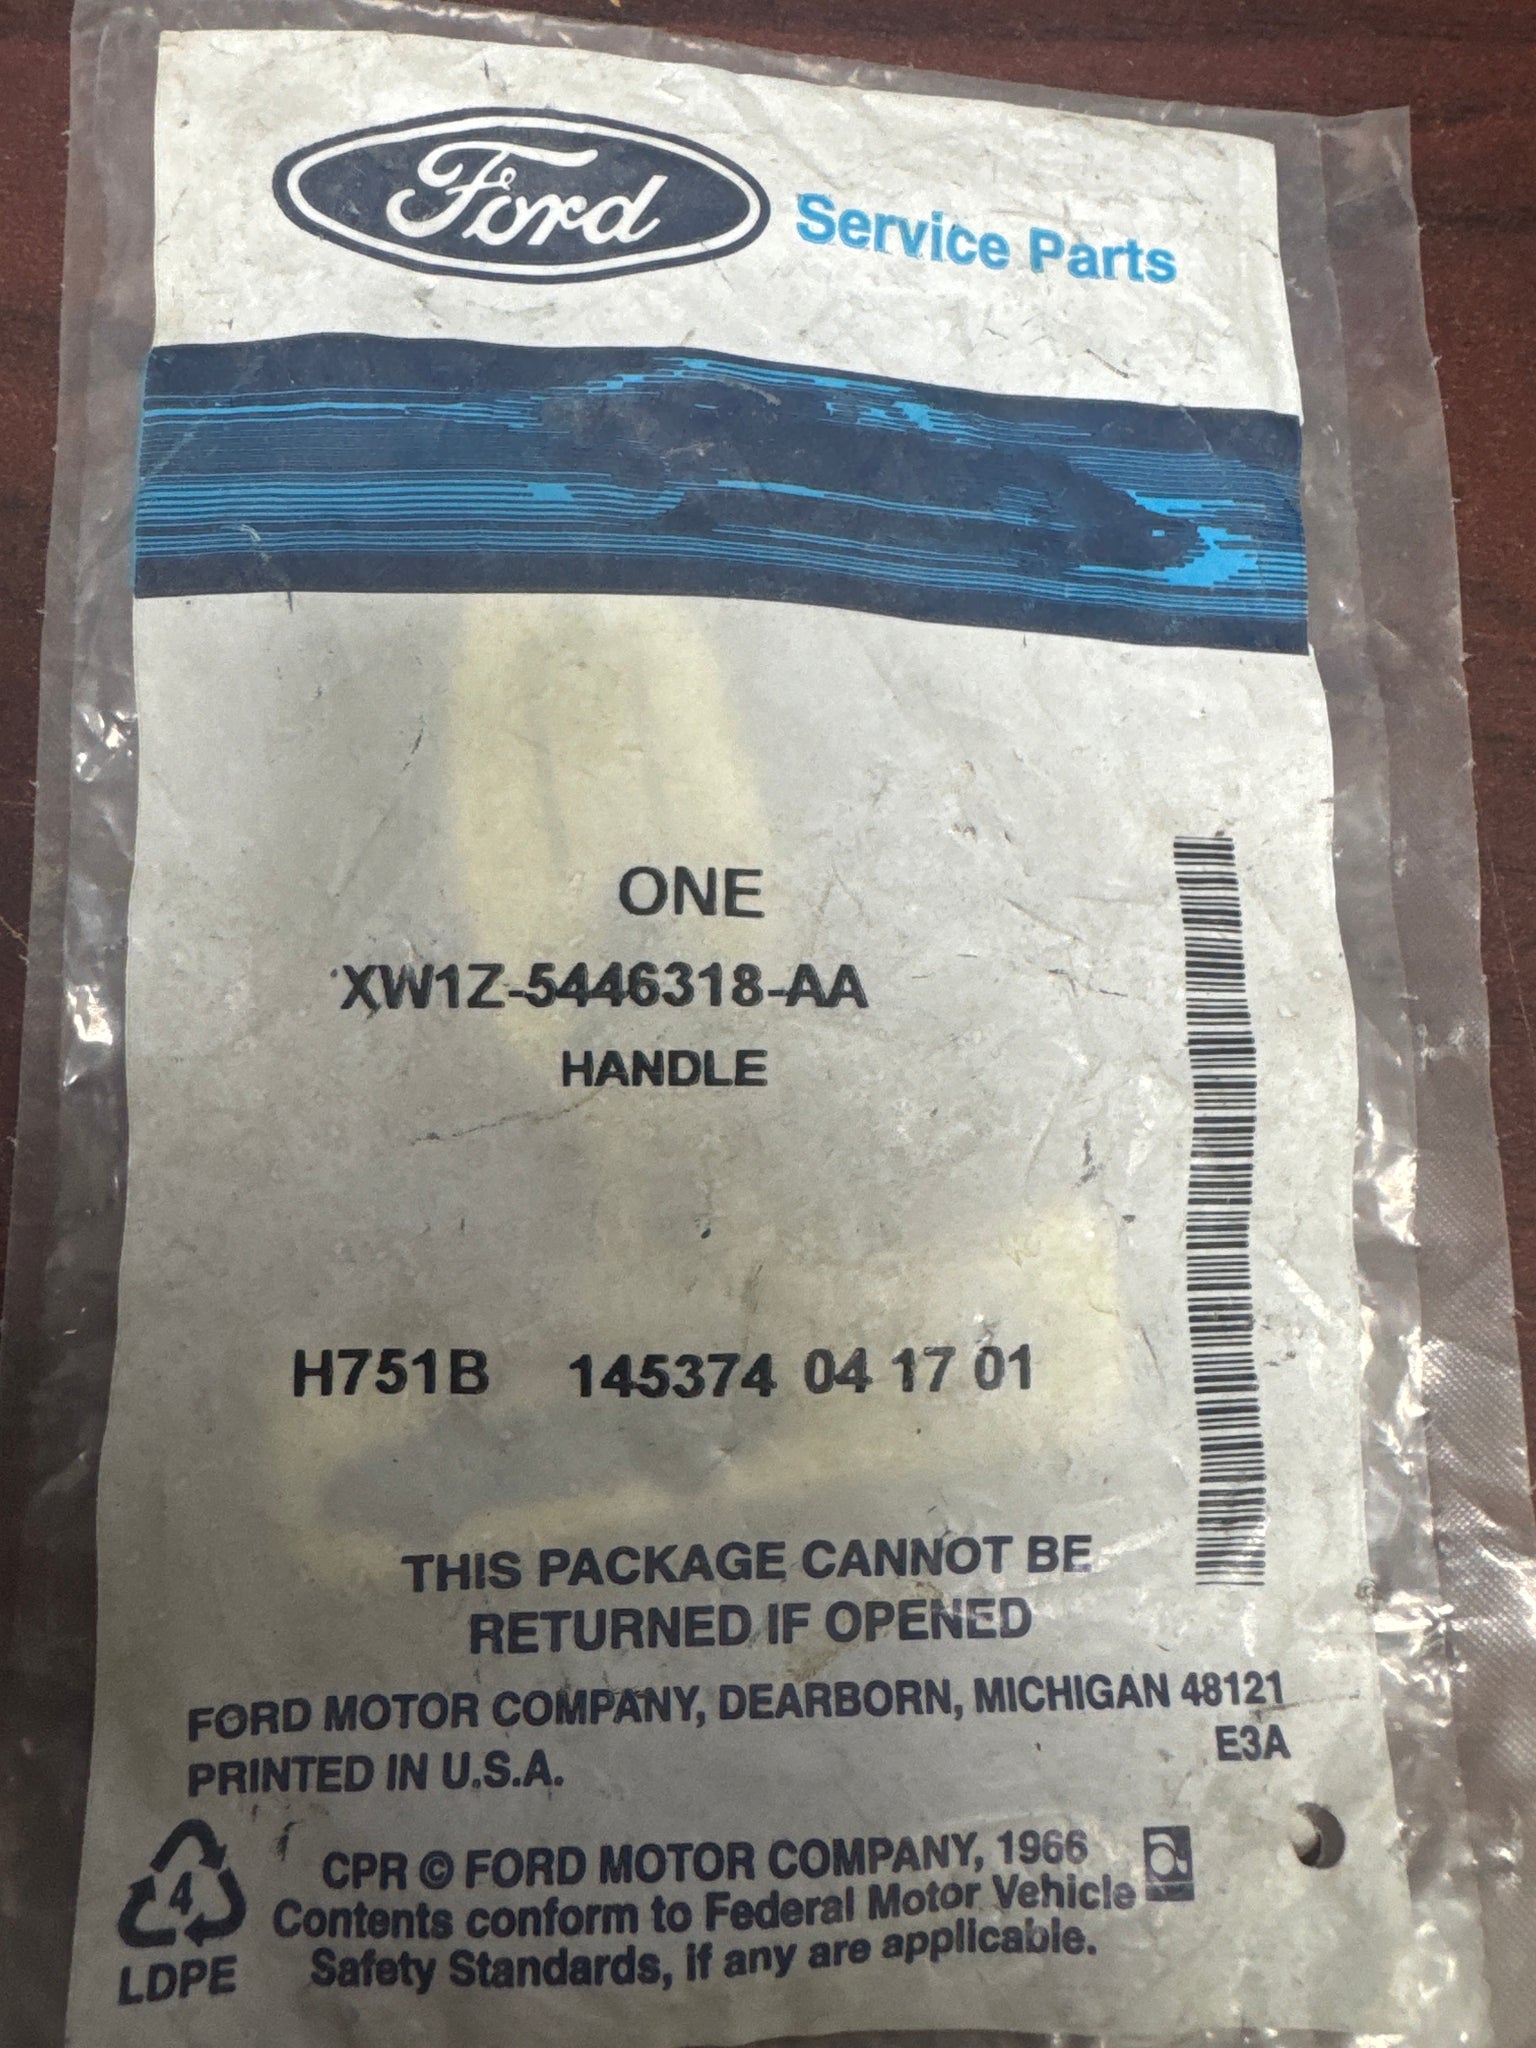 Ford Service Parts
ONE
XW1Z-5446318-AA
HANDLE
H751B 145374 04 17 01
THIS PACKAGE CANNOT BE
RETURNED IF OPENED
FORD MOTOR COMPANY, DEARBORN, MICHIGAN 48121
E3A
PRINTED IN U.S.A.
4
LDPE
CPR © FORD MOTOR COMPANY, 1966
Contents conform to Federal Motor Vehicle
Safety Standards, if any are applicable.